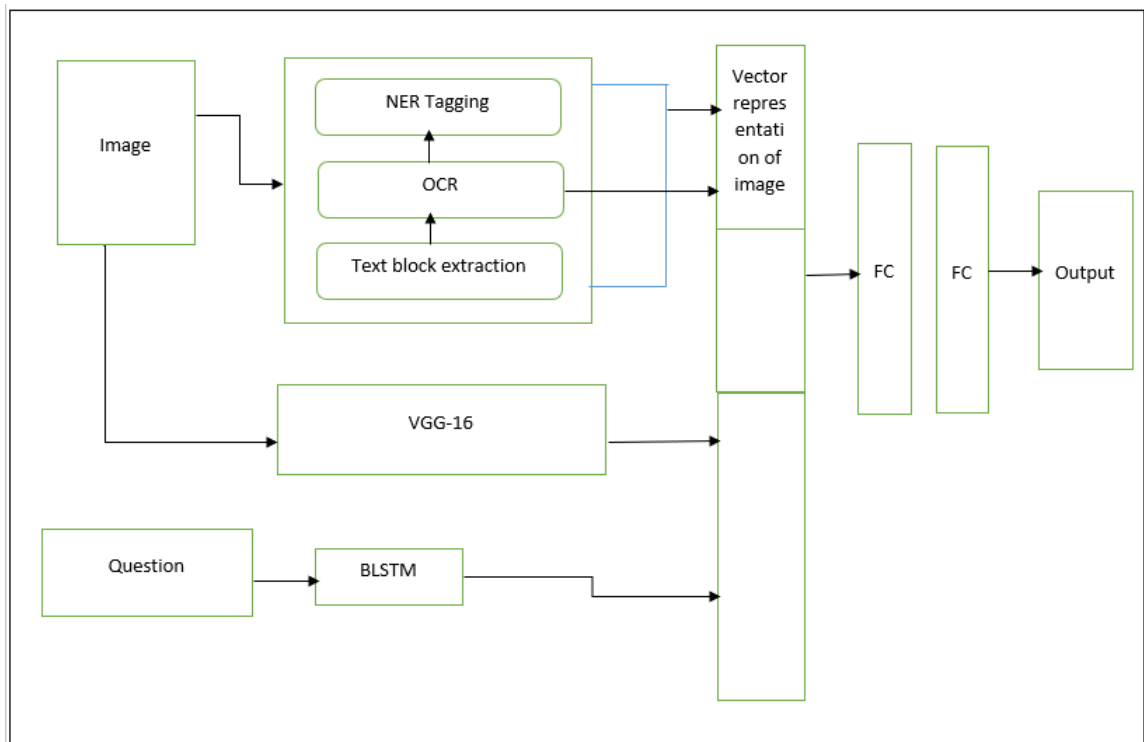 Image
NER Tagging
OCR
Text block extraction
Vector
repres
entati
on of
image
FC
FC
Output
VGG-16
Question
BLSTM